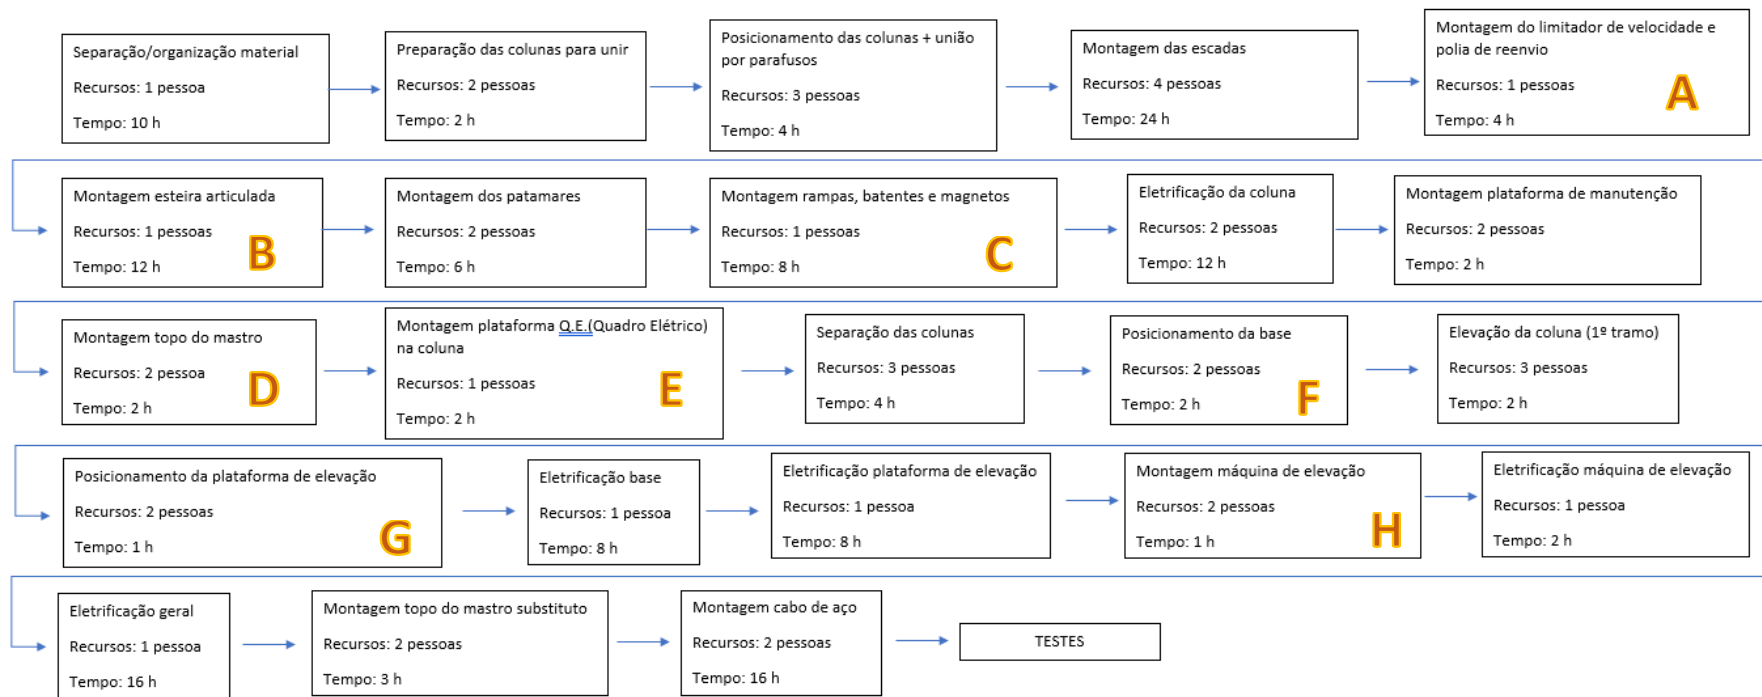 Separação/organização material
Recursos: 1 pessoa
Tempo: 10 h
Preparação das colunas para unir
Recursos: 2 pessoas
Tempo: 2 h
Posicionamento das colunas + união
por parafusos
Recursos: 3 pessoas
Tempo: 4 h
Montagem das escadas
Recursos: 4 pessoas
Tempo: 24 h
Montagem do limitador de velocidade e
polia de reenvio
Recursos: 1 pessoas
Tempo: 4 h
A
Montagem esteira articulada
Recursos: 1 pessoas
Tempo: 12 h
B
Montagem dos patamares
Recursos: 2 pessoas
Tempo: 6 h
Montagem rampas, batentes e magnetos
Recursos: 1 pessoas
Tempo: 8 h
C
Eletrificação da coluna
Recursos: 2 pessoas
Tempo: 12 h
Montagem plataforma de manutenção
Recursos: 2 pessoas
Tempo: 2 h
Montagem topo do mastro
Recursos: 2 pessoa
Tempo: 2 h
D
Montagem plataforma Q.E.(Quadro Elétrico)
na coluna
Recursos: 1 pessoas
Tempo: 2 h
E
Separação das colunas
Recursos: 3 pessoas
Tempo: 4 h
Posicionamento da base
Recursos: 2 pessoas
Tempo: 2 h
F
Elevação da coluna (1º tramo)
Recursos: 3 pessoas
Tempo: 2 h
Posicionamento da plataforma de elevação
Recursos: 2 pessoas
Tempo: 1 h
G
Eletrificação base
Recursos: 1 pessoa
Tempo: 8 h
Eletrificação plataforma de elevação
Recursos: 1 pessoa
Tempo: 8 h
Montagem máquina de elevação
Recursos: 2 pessoas
Tempo: 1 h
H
Eletrificação máquina de elevação
Recursos: 1 pessoa
Tempo: 2 h
Eletrificação geral
Recursos: 1 pessoa
Tempo: 16 h
Montagem topo do mastro substituto
Recursos: 2 pessoas
Tempo: 3 h
Montagem cabo de aço
Recursos: 2 pessoas
Tempo: 16 h
TESTES